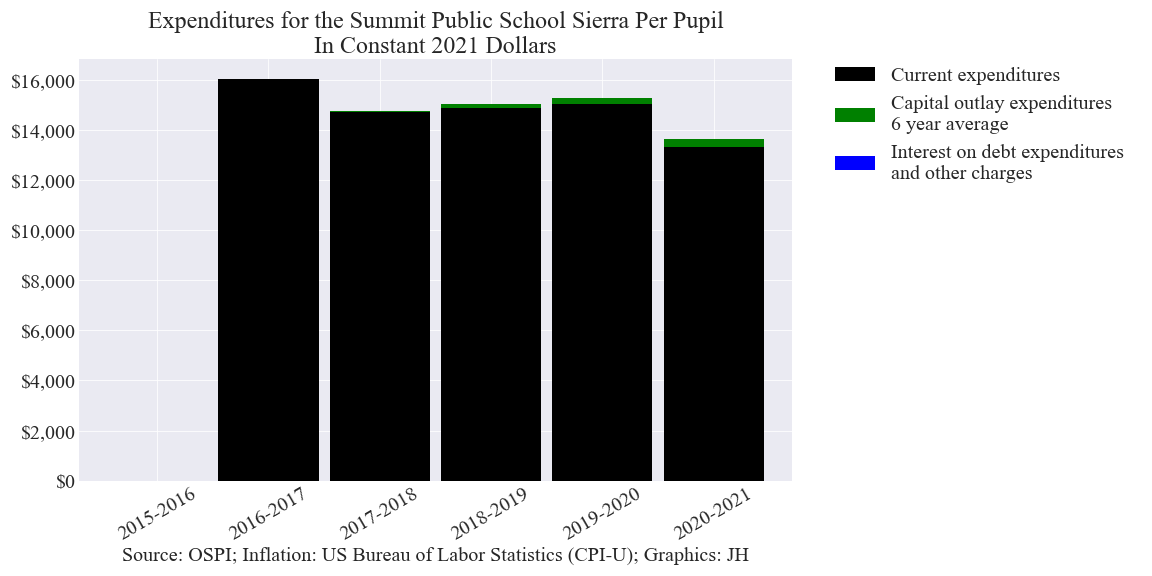 Expenditures for the Summit Public School Sierra Per Pupil
In Constant 2021 Dollars
$16,000
$14,000
$12,000
$10,000
$8,000
$6,000
$4,000
$2,000
$0
2015-2016
2016-2017
2017-2018
2018-2019
2019-2020
2020-2021
Source: OSPI; Inflation: US Bureau of Labor Statistics (CPI-U); Graphics: JH
Current expenditures
Capital outlay expenditures
6 year average
Interest on debt expenditures
and other charges